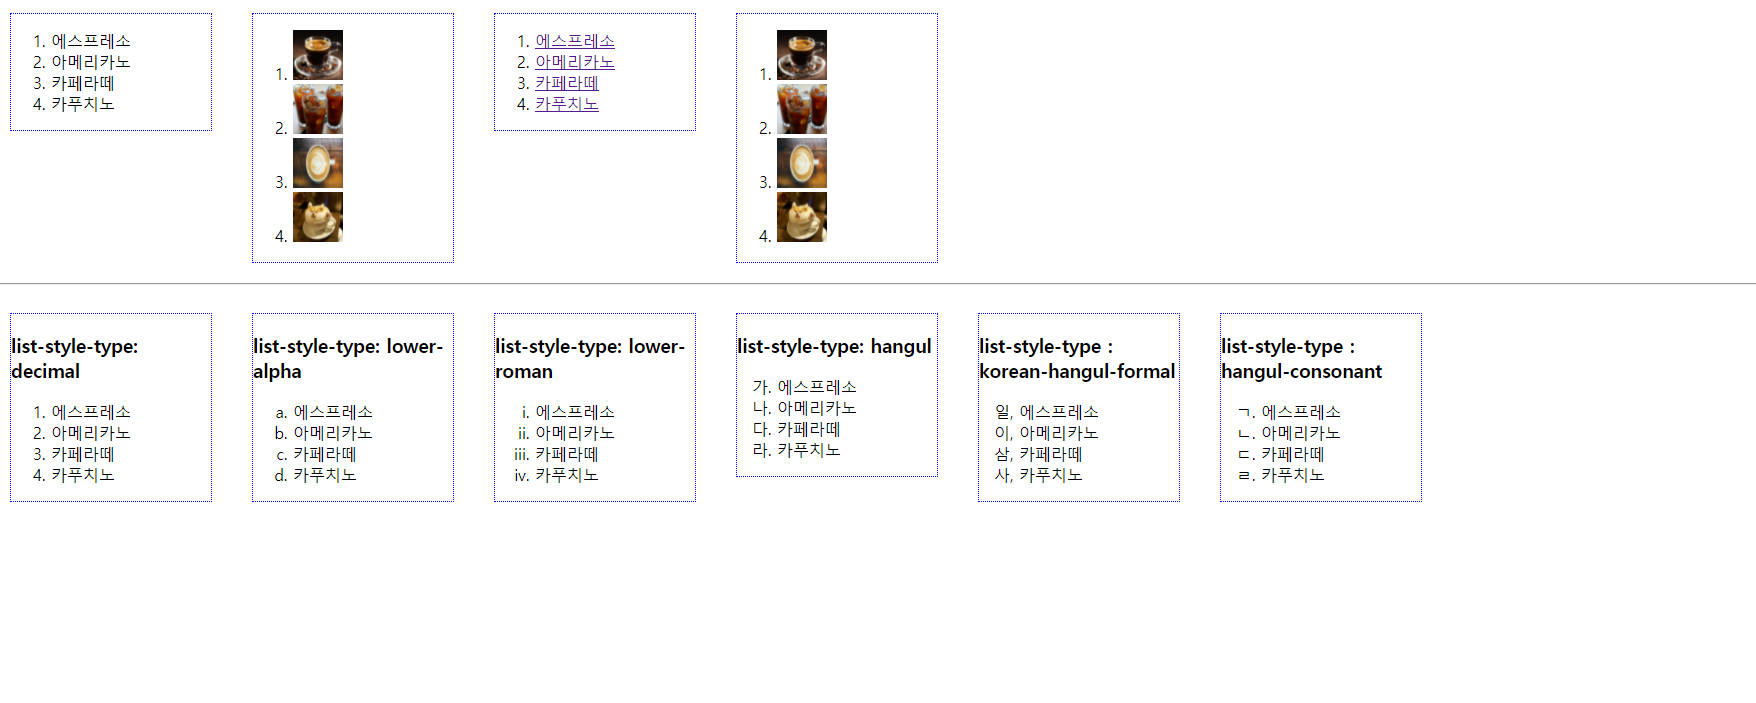 1. 에스프레소
2. 아메리카노
3. 카페라떼
4. 카푸치노
1.
2.
3.
4.
1. 에스프레소
2. 아메리카노
3. 카페라떼
4. 카푸치노
1.
2.
3.
4.
list-style-type:
decimal
1. 에스프레소
2. 아메리카노
3. 카페라떼
4. 카푸치노
list-style-type: lower-
alpha
a. 에스프레소
b. 아메리카노
c. 카페라떼
d. 카푸치노
list-style-type: lower-
roman
i. 에스프레소
ii. 아메리카노
iii. 카페라떼
iv. 카푸치노
list-style-type: hangul
가. 에스프레소
나. 아메리카노
다. 카페라떼
라. 카푸치노
list-style-type :
korean-hangul-formal
일, 에스프레소
이, 아메리카노
삼, 카페라떼
사, 카푸치노
list-style-type :
hangul-consonant
ㄱ. 에스프레소
ㄴ. 아메리카노
ㄷ. 카페라떼
ㄹ. 카푸치노